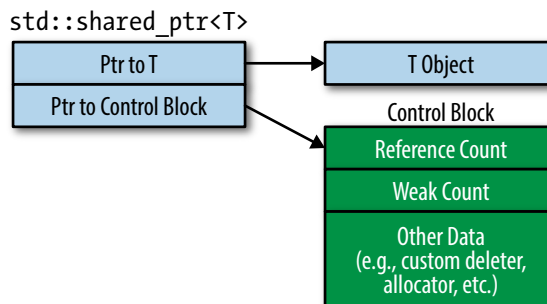 std::shared_ptr<T>
Ptr to T
T Object
Ptr to Control Block
Control Block
Reference Count
Weak Count
Other Data
(e.g., custom deleter,
allocator, etc.)